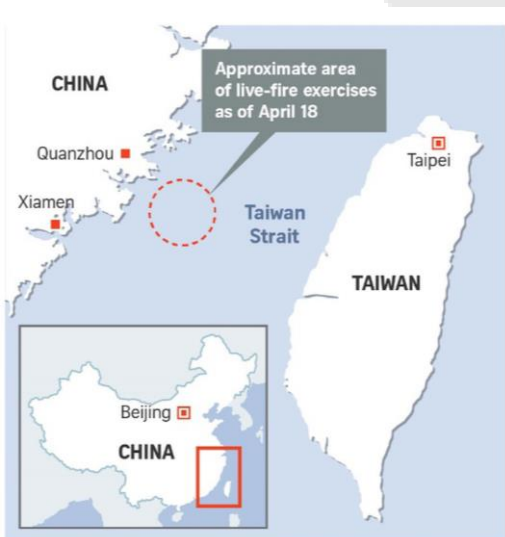 CHINA
Approximate area
of live-fire exercises
as of April 18
Quanzhou
Taipei
Xiamen
Taiwan
Strait
TAIWAN
Beijing
CHINA